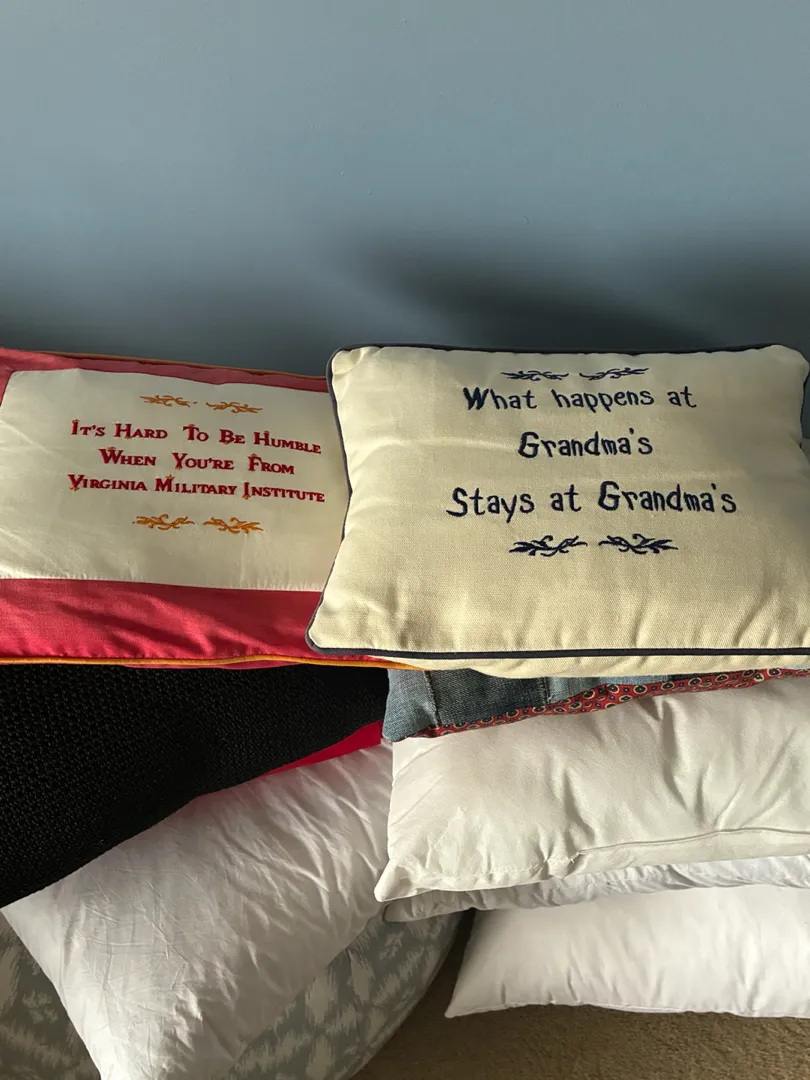 It's Hard To Be Humble
When You're From
Virginia Military Institute
What happens at
Grandma's
Stays at Grandma's